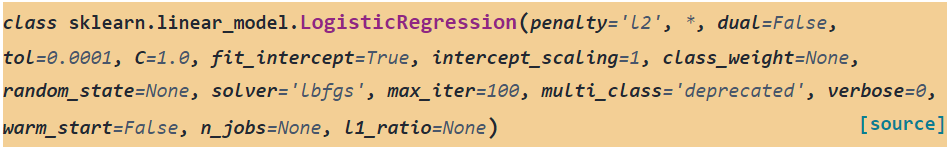 class sklearn.linear_model.LogisticRegression(penalty='l2', *, dual=False,
tol=0.0001, C=1.0, fit_intercept=True, intercept_scaling=1, class_weight=None,
random_state=None, solver='lbfgs', max_iter=100, multi_class='deprecated', verbose=0,
warm_start=False, n_jobs=None, l1_ratio=None) [source]